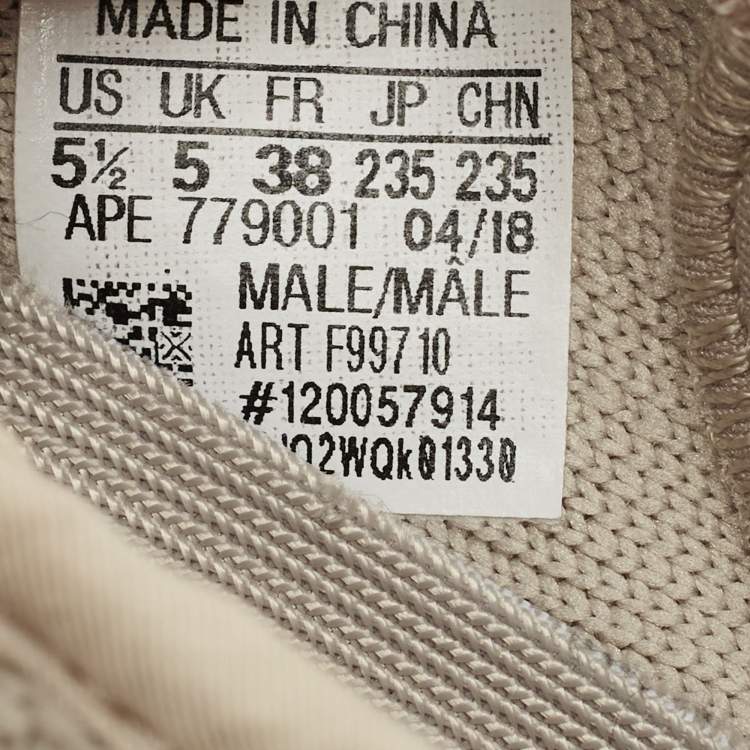 MADE IN CHINA
US UK FR JP CHN
5½ 5 38 235 235
APE 779001 04/18
MALE/MÂLE
ART F99710
#120057914